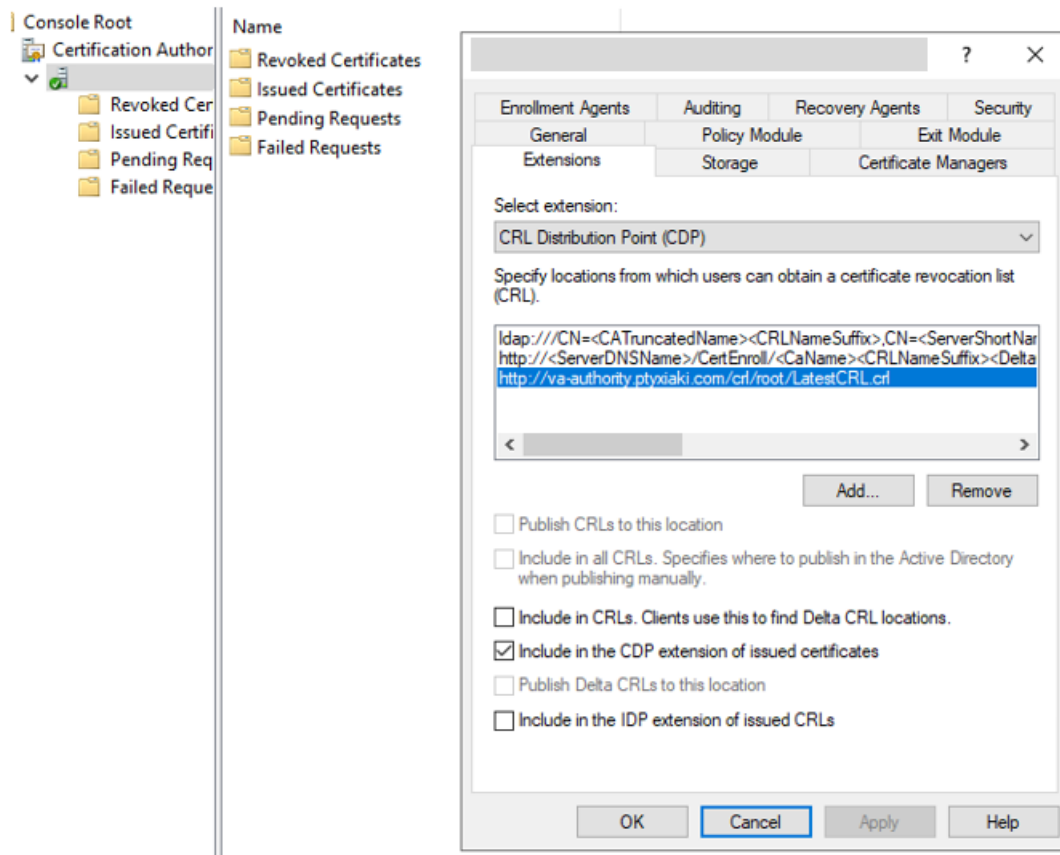 Console Root
Certification Author
Revoked Cer
Issued Certifi
Pending Req
Failed Reque
Name
Revoked Certificates
Issued Certificates
Pending Requests
Failed Requests
?
Enrollment Agents Auditing Recovery Agents Security
General Policy Module Exit Module
Extensions Storage Certificate Managers
Select extension:
CRL Distribution Point (CDP)
Specify locations from which users can obtain a certificate revocation list
(CRL).
ldap:///CN=<CATruncatedName><CRLNameSuffix>,CN=<ServerShortNar
http://<ServerDNSName>/CertEnroll/<CaName><CRLNameSuffix><Delta
http://va-authority.ptyxiaki.com/crl/root/LatestCRL.crl
Add... Remove
Publish CRLs to this location
Include in all CRLs. Specifies where to publish in the Active Directory
when publishing manually.
Include in CRLs. Clients use this to find Delta CRL locations.
Include in the CDP extension of issued certificates
Publish Delta CRLs to this location
Include in the IDP extension of issued CRLs
OK Cancel Apply Help